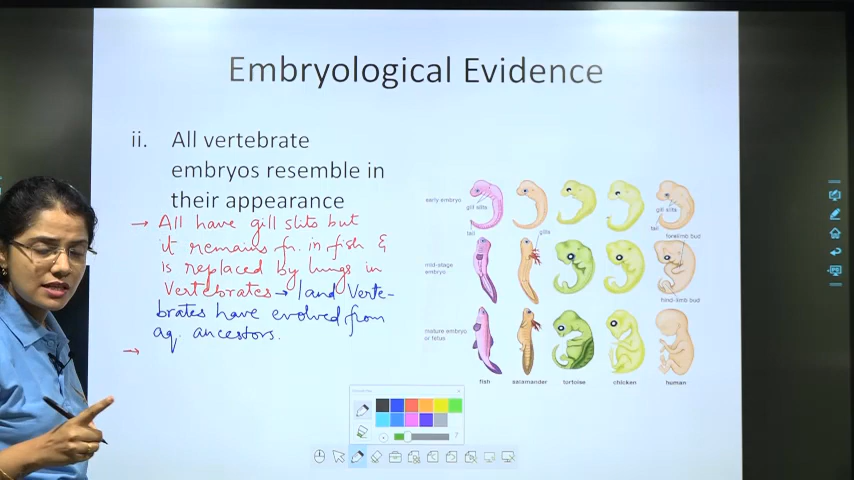 Embryological Evidence
ii. All vertebrate
embryos resemble in
their appearance
→ All have gill slits but
it remains fn. in fish &
is replaced by lungs in
Vertebrates → land Verte-
brates have evolved from
aq. ancestors.
→
early embryo
gill slits
gill slits
tail
tail
gills
forelimb bud
mid-stage
embryo
hind-limb bud
mature embryo
or fetus
fish salamander tortoise chicken human
7